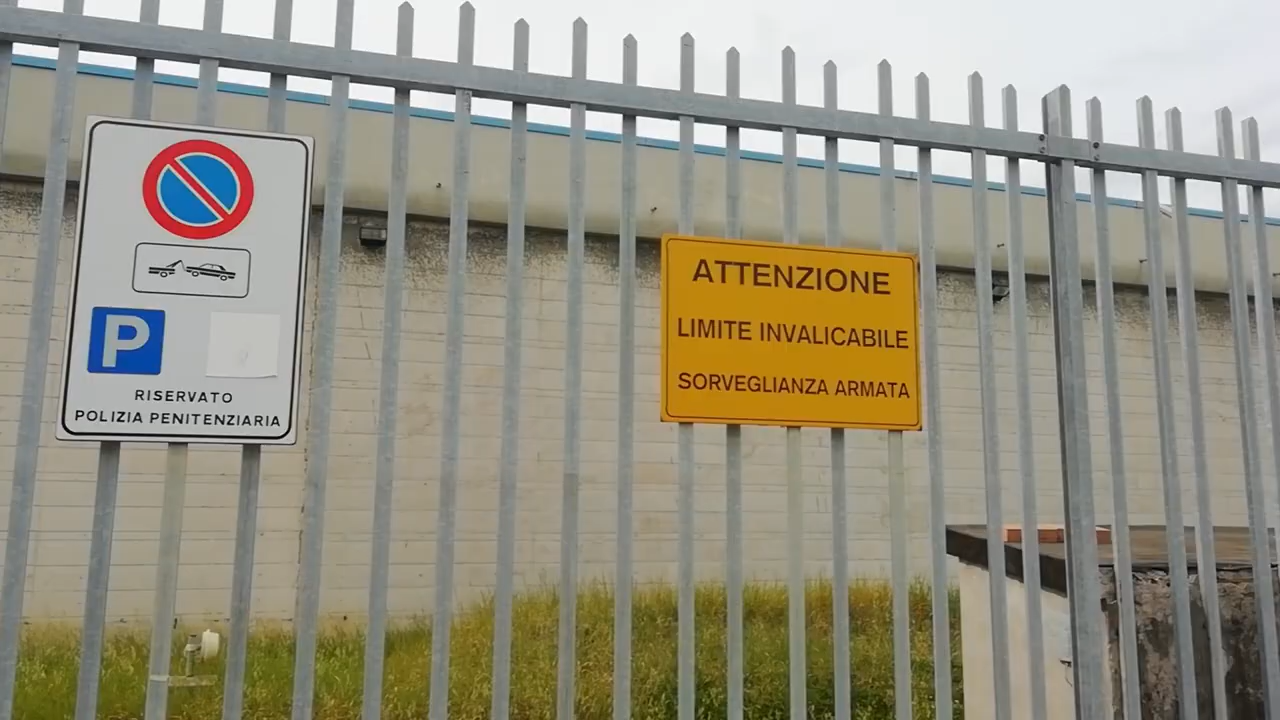 P
RISERVATO
POLIZIA PENITENZIARIA
ATTENZIONE
LIMITE INVALICABILE
SORVEGLIANZA ARMATA